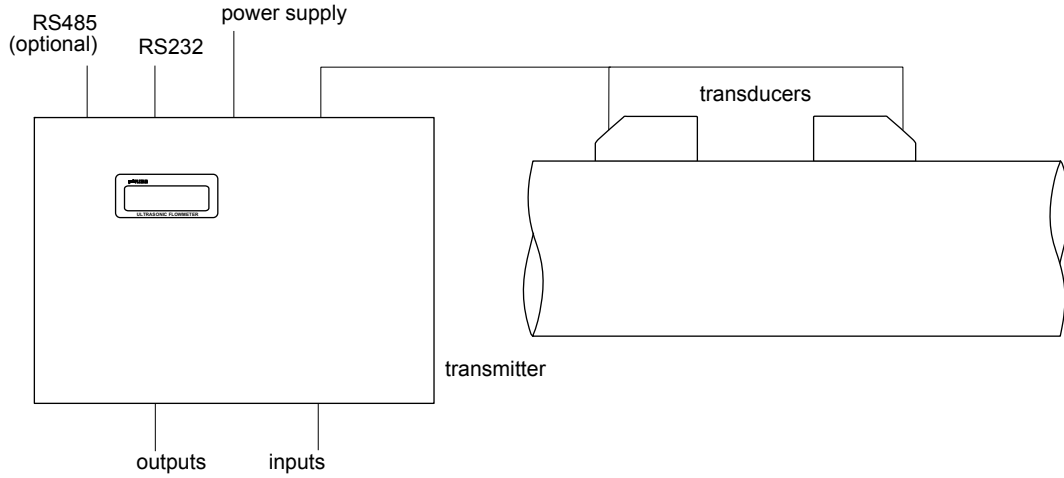 power supply
RS485
(optional)
RS232
transducers
ULTRASONIC FLOWMETER
transmitter
outputs
inputs